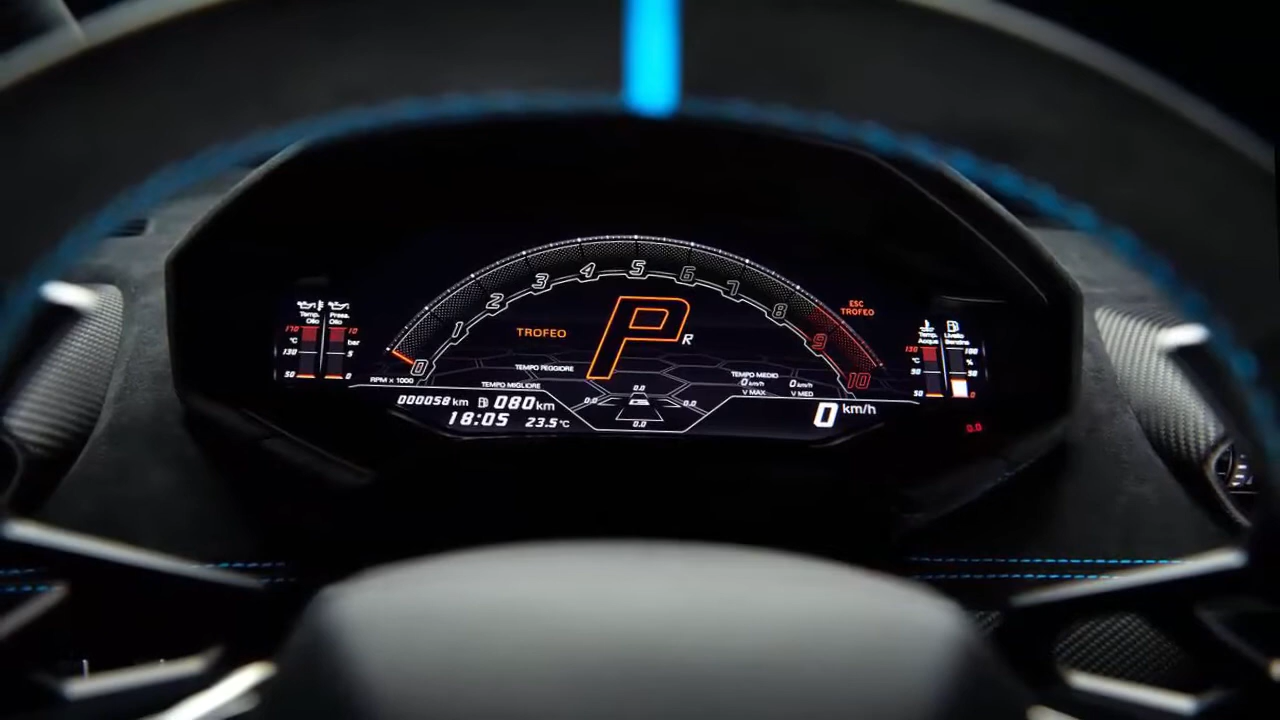 5
4 6
3 7
2 8
1 9
0 10
ESC
TROFEO
TROFEO
P R
Temp. Olio
Press. Olio
170 10
°C bar
130 5
50 0
Temp. Acqua
Livello Benzina
130 100
°C %
90 50
50 0
RPM x 1000
TEMPO PEGGIORE
TEMPO MIGLIORE
TEMPO MEDIO
0 km/h 0 km/h
V MAX V MED
0.0
0.0 0.0
0.0
000058 km 080 km
18:05 23.5°C
0 km/h
0.0